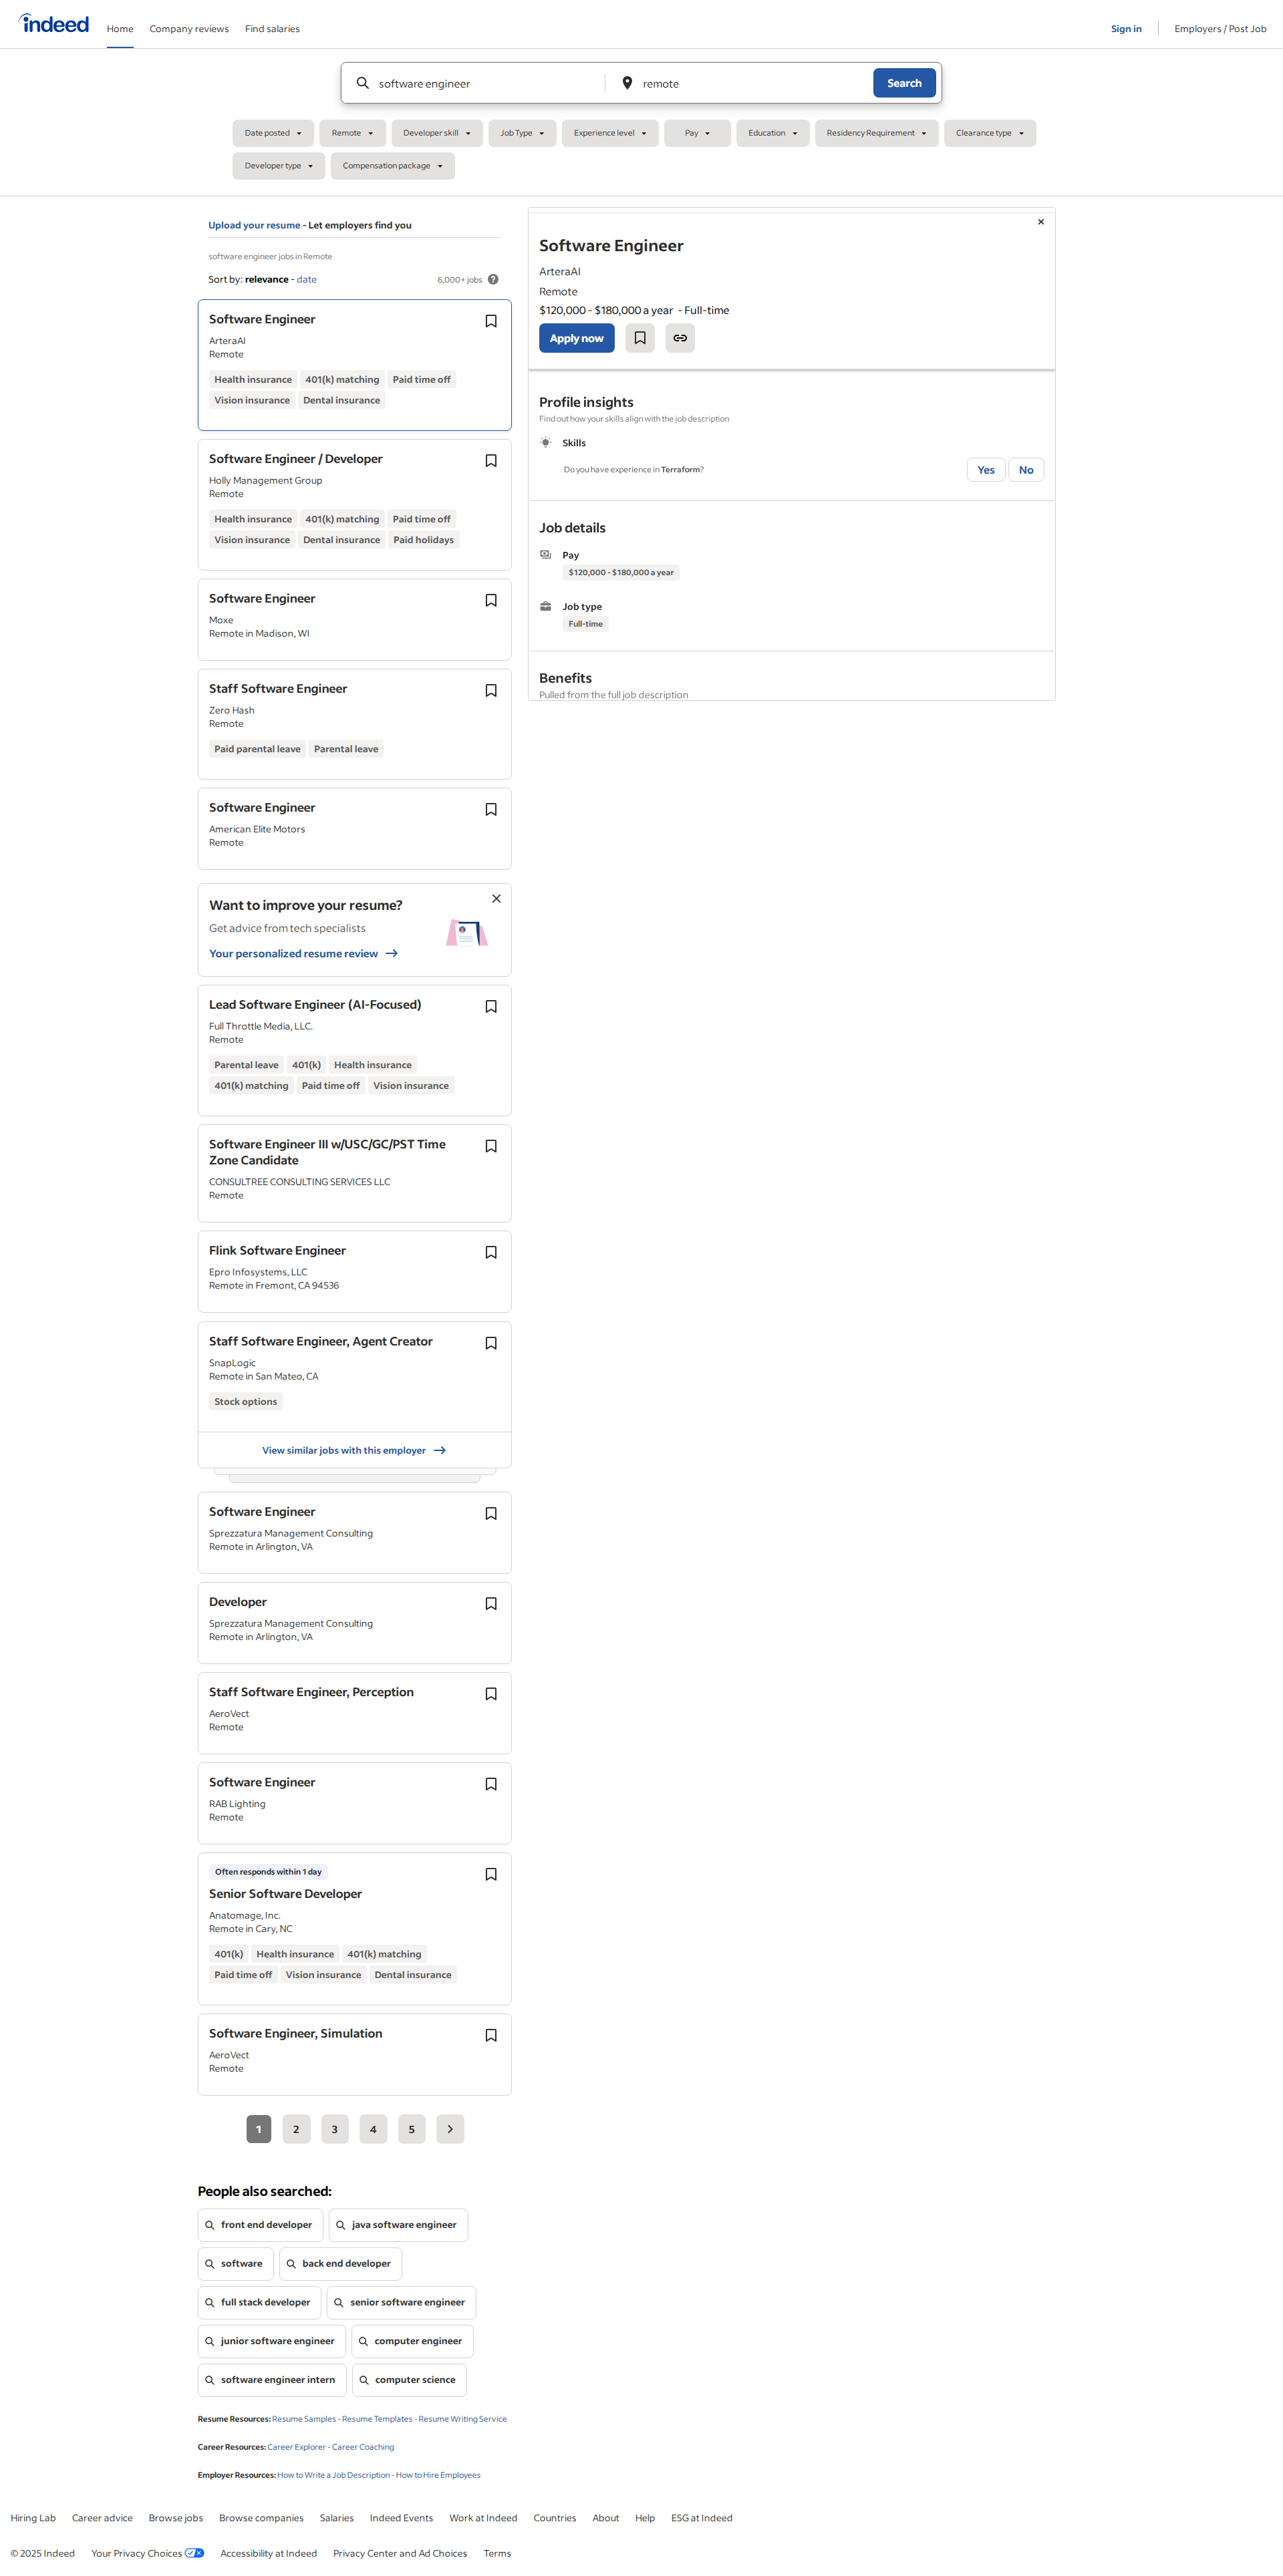 indeed
Home Company reviews Find salaries
Sign in Employers / Post Job
software engineer remote Search
Date posted Remote Developer skill Job Type Experience level Pay Education Residency Requirement Clearance type
Developer type Compensation package
Upload your resume - Let employers find you
software engineer jobs in Remote
Sort by: relevance - date 6,000+ jobs ?
Software Engineer
ArteraAI
Remote
Health insurance 401(k) matching Paid time off
Vision insurance Dental insurance
Software Engineer / Developer
Holly Management Group
Remote
Health insurance 401(k) matching Paid time off
Vision insurance Dental insurance Paid holidays
Software Engineer
Moxe
Remote in Madison, WI
Staff Software Engineer
Zero Hash
Remote
Paid parental leave Parental leave
Software Engineer
American Elite Motors
Remote
Want to improve your resume?
Get advice from tech specialists
Your personalized resume review
Lead Software Engineer (AI-Focused)
Full Throttle Media, LLC.
Remote
Parental leave 401(k) Health insurance
401(k) matching Paid time off Vision insurance
Software Engineer III w/USC/GC/PST Time
Zone Candidate
CONSULTREE CONSULTING SERVICES LLC
Remote
Flink Software Engineer
Epro Infosystems, LLC
Remote in Fremont, CA 94536
Staff Software Engineer, Agent Creator
SnapLogic
Remote in San Mateo, CA
Stock options
View similar jobs with this employer
Software Engineer
Sprezzatura Management Consulting
Remote in Arlington, VA
Developer
Sprezzatura Management Consulting
Remote in Arlington, VA
Staff Software Engineer, Perception
AeroVect
Remote
Software Engineer
RAB Lighting
Remote
Often responds within 1 day
Senior Software Developer
Anatomage, Inc.
Remote in Cary, NC
401(k) Health insurance 401(k) matching
Paid time off Vision insurance Dental insurance
Software Engineer, Simulation
AeroVect
Remote
1 2 3 4 5
Software Engineer
ArteraAI
Remote
$120,000 - $180,000 a year - Full-time
Apply now
Profile insights
Find out how your skills align with the job description
Skills
Do you have experience in Terraform? Yes No
Job details
Pay
$120,000 - $180,000 a year
Job type
Full-time
Benefits
Pulled from the full job description
People also searched:
front end developer java software engineer
software back end developer
full stack developer senior software engineer
junior software engineer computer engineer
software engineer intern computer science
Resume Resources: Resume Samples - Resume Templates - Resume Writing Service
Career Resources: Career Explorer - Career Coaching
Employer Resources: How to Write a Job Description - How to Hire Employees
Hiring Lab Career advice Browse jobs Browse companies Salaries Indeed Events Work at Indeed Countries About Help ESG at Indeed
© 2025 Indeed Your Privacy Choices Accessibility at Indeed Privacy Center and Ad Choices Terms